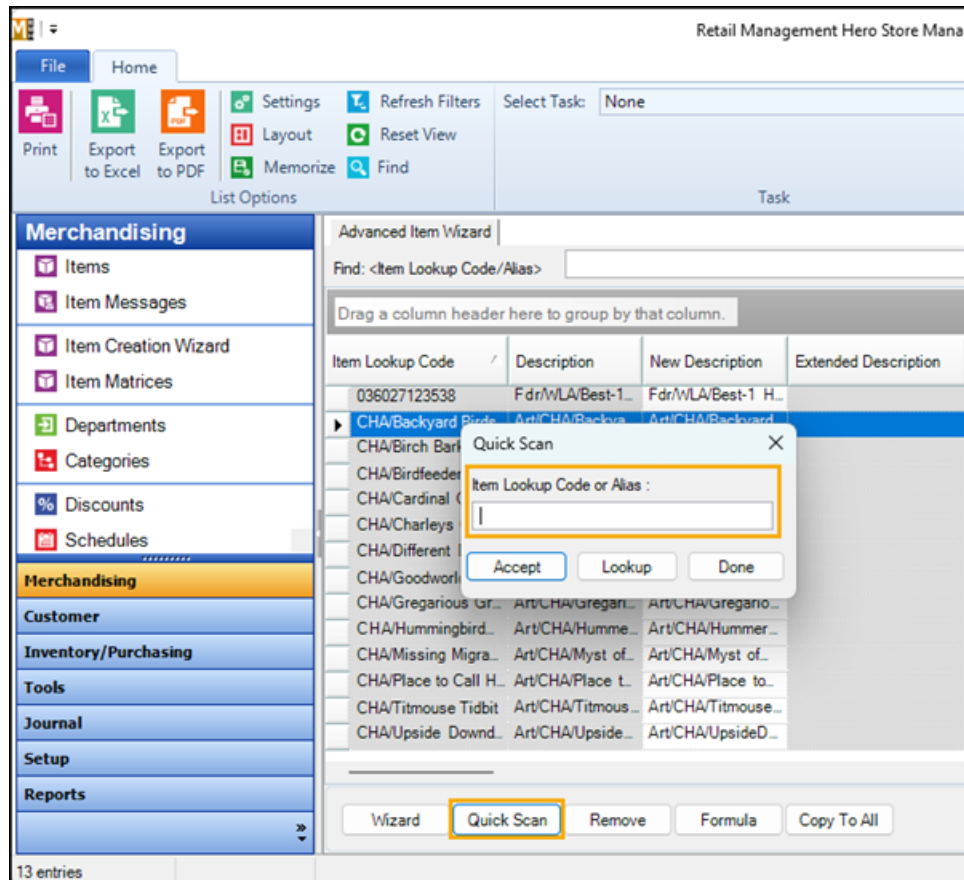 Retail Management Hero Store Mana
File Home
Print
Export to Excel
Export to PDF
Settings
Layout
Memorize
Refresh Filters
Reset View
Find
List Options
Select Task: None
Task
Merchandising
Items
Item Messages
Item Creation Wizard
Item Matrices
Departments
Categories
Discounts
Schedules
Merchandising
Customer
Inventory/Purchasing
Tools
Journal
Setup
Reports
13 entries
Advanced Item Wizard
Find: <Item Lookup Code/Alias>
Drag a column header here to group by that column.
Item Lookup Code Description New Description Extended Description
036027123538 Fdr/WLA/Best-1... Fdr/WLA/Best-1 H...
CHA/Backyard Birds Art/CHA/Backya... Art/CHA/Backyard
CHA/Birch Bark
CHA/Birdfeeder
CHA/Cardinal
CHA/Charleys
CHA/Different
CHA/Goodworl
CHA/Gregarious Gr... Art/CHA/Gregari... Art/CHA/Gregario...
CHA/Hummingbird... Art/CHA/Humme... Art/CHA/Hummer...
CHA/Missing Migra... Art/CHA/Myst of... Art/CHA/Myst of...
CHA/Place to Call H... Art/CHA/Place t... Art/CHA/Place to...
CHA/Titmouse Tidbit Art/CHA/Titmous... Art/CHA/Titmouse...
CHA/Upside Downd... Art/CHA/Upside... Art/CHA/UpsideD...
Quick Scan
Item Lookup Code or Alias :
Accept Lookup Done
Wizard Quick Scan Remove Formula Copy To All